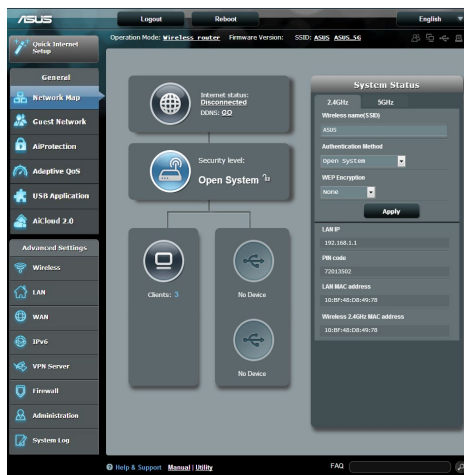 ASUS
Logout
Reboot
English
Quick Internet Setup
Operation Mode: Wireless router Firmware Version: SSID: ASUS ASUS_5G
General
Network Map
Guest Network
AiProtection
Adaptive QoS
USB Application
AiCloud 2.0
Advanced Settings
Wireless
LAN
WAN
IPv6
VPN Server
Firewall
Administration
System Log
Internet status:
Disconnected
DDNS: GO
Security level:
Open System
Clients: 3
No Device
No Device
System Status
2.4GHz
5GHz
Wireless name(SSID)
ASUS
Authentication Method
Open System
WEP Encryption
None
Apply
LAN IP
192.168.1.1
PIN code
72013502
LAN MAC address
10:BF:48:D8:49:78
Wireless 2.4GHz MAC address
10:BF:48:D8:49:78
Help & Support Manual | Utility
FAQ